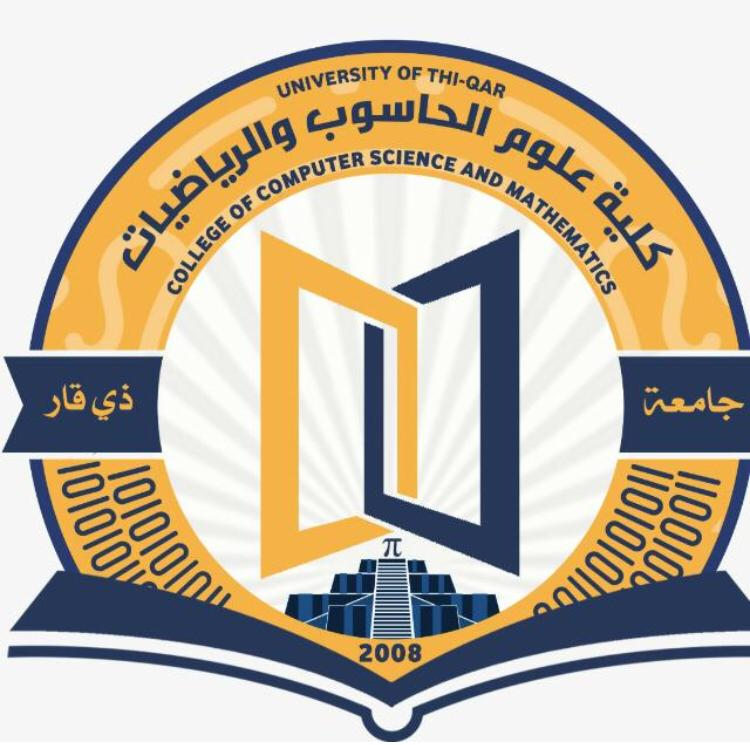 UNIVERSITY OF THI-QAR
كلية علوم الحاسوب والرياضيات
COLLEGE OF COMPUTER SCIENCE AND MATHEMATICS
جامعة
ذي قار
π
2008